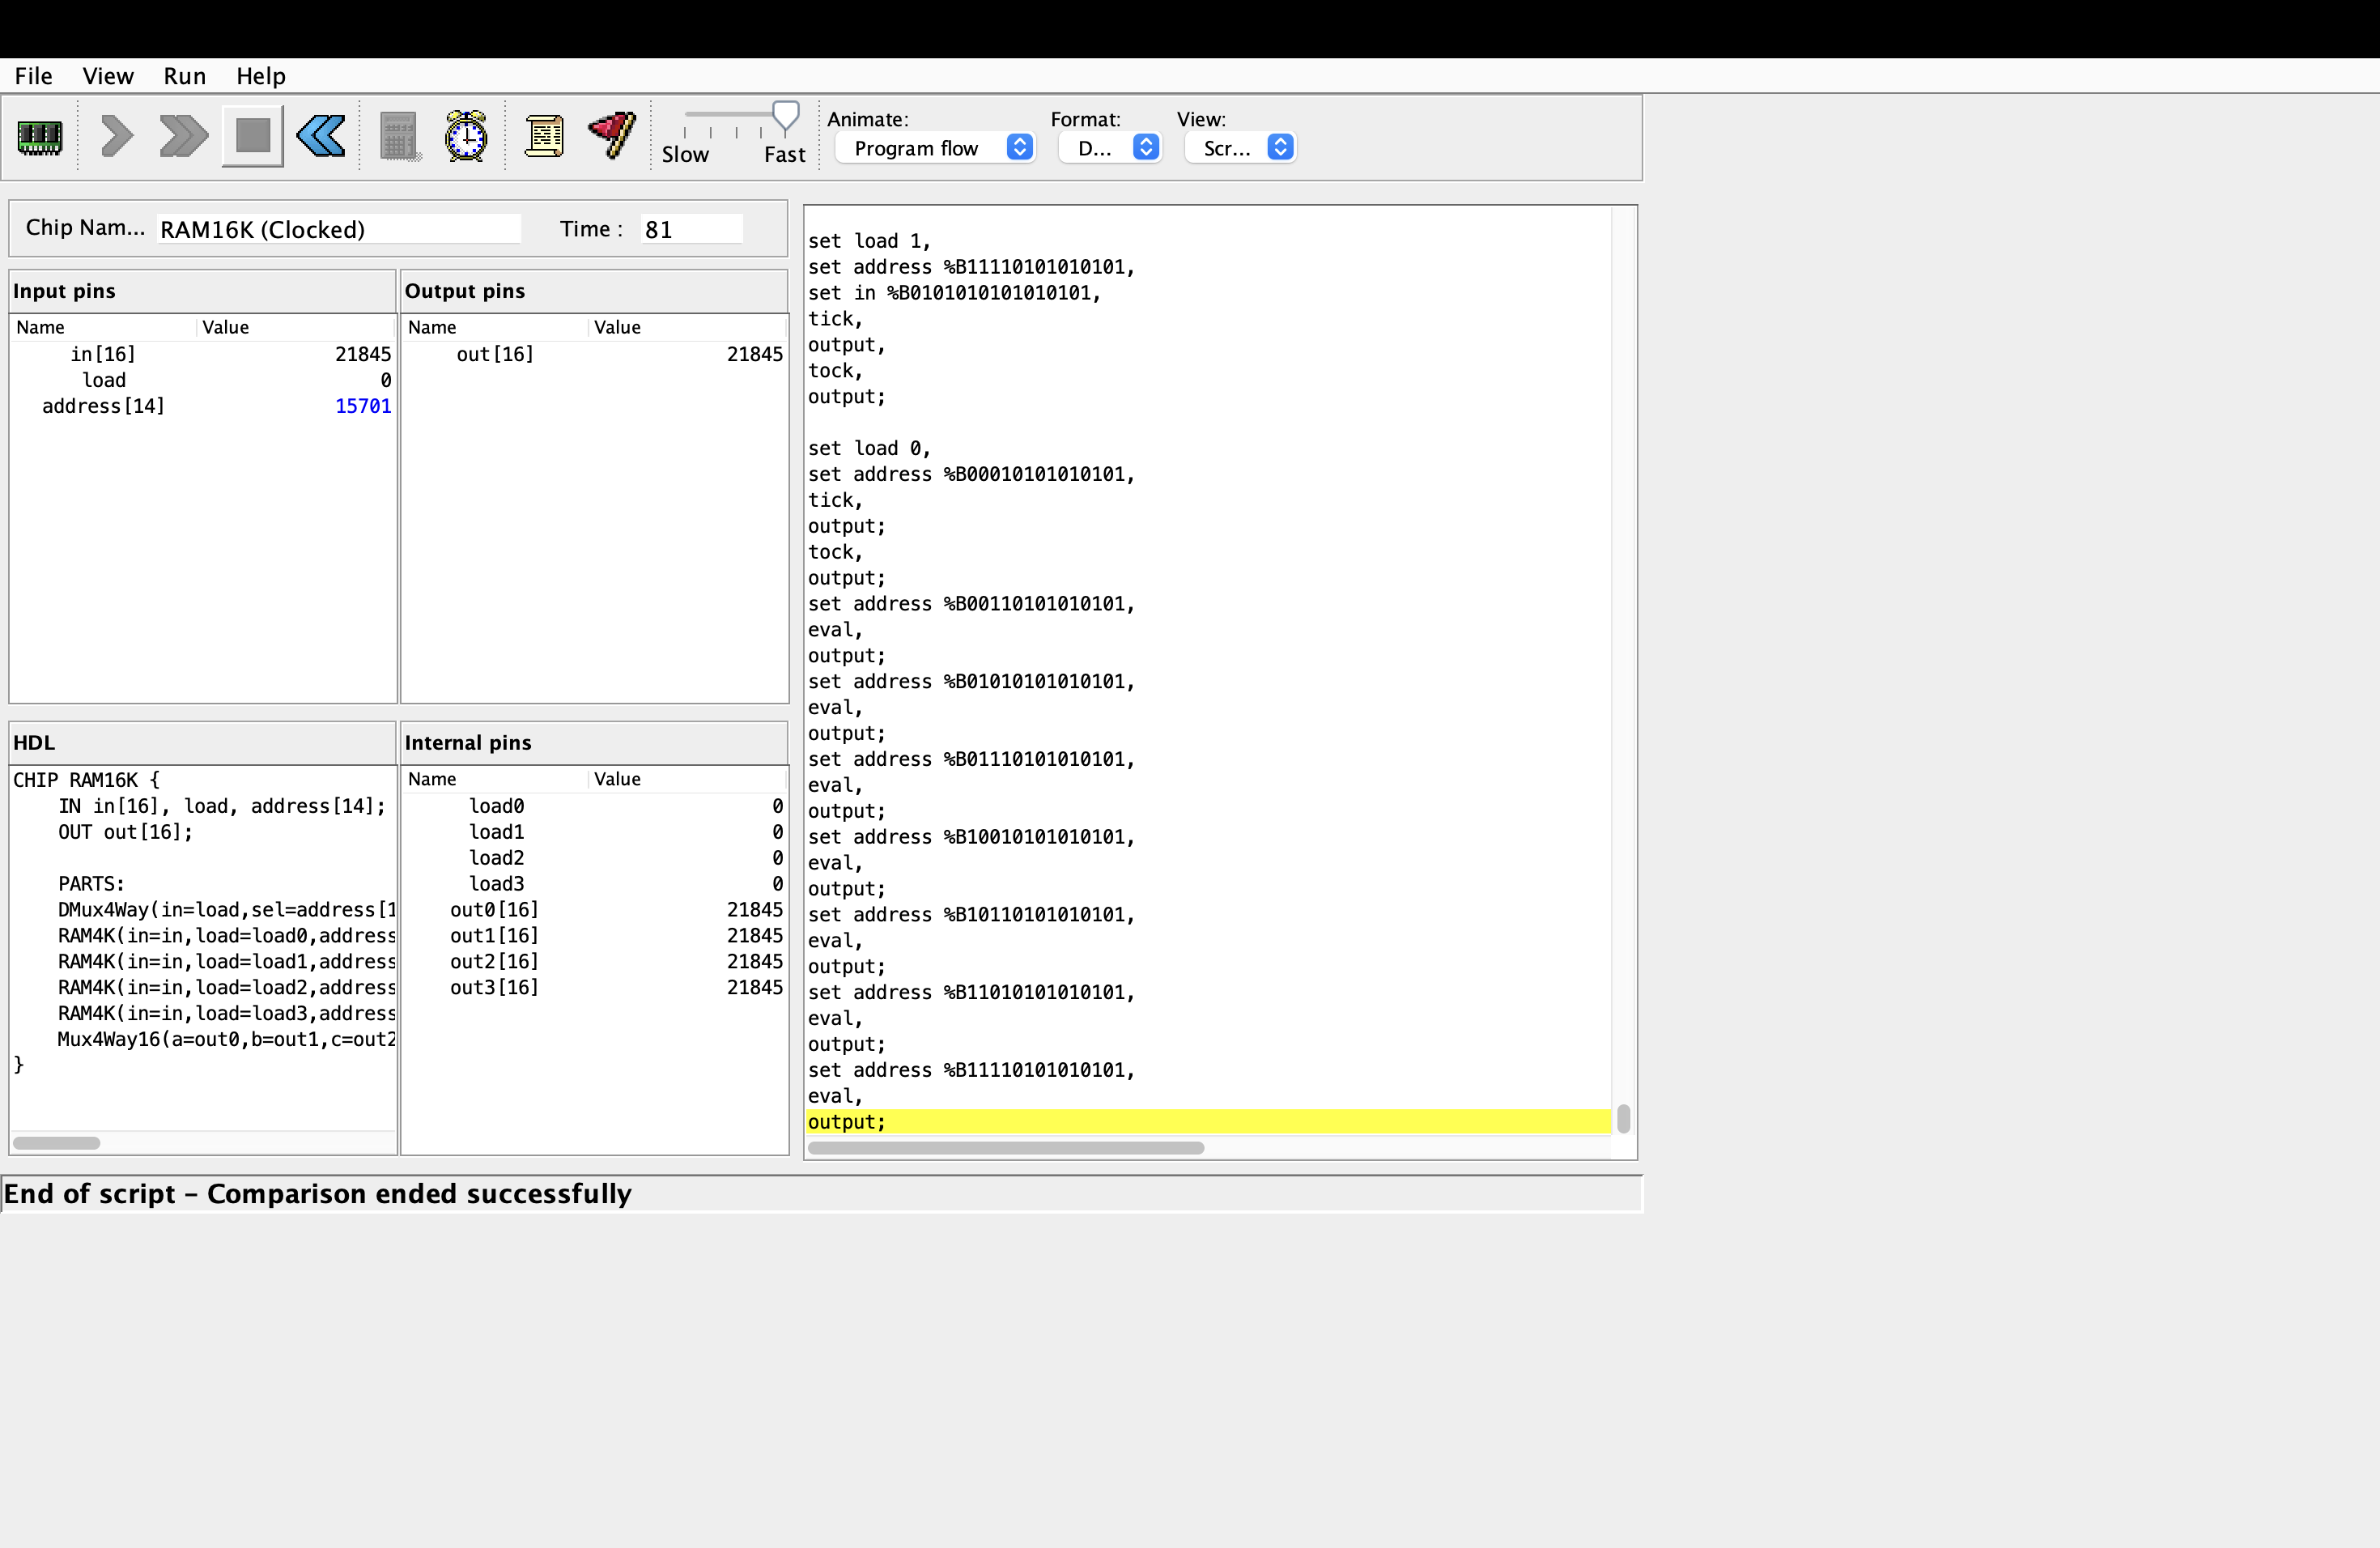 File View Run Help
Slow Fast
Animate: Format: View:
Program flow D... Scr...
Chip Nam... RAM16K (Clocked) Time : 81
Input pins
Name Value
in[16] 21845
load 0
address[14] 15701
Output pins
Name Value
out[16] 21845
HDL
CHIP RAM16K {
IN in[16], load, address[14];
OUT out[16];
PARTS:
DMux4Way(in=load,sel=address[1
RAM4K(in=in,load=load0,address
RAM4K(in=in,load=load1,address
RAM4K(in=in,load=load2,address
RAM4K(in=in,load=load3,address
Mux4Way16(a=out0,b=out1,c=out2
}
Internal pins
Name Value
load0 0
load1 0
load2 0
load3 0
out0[16] 21845
out1[16] 21845
out2[16] 21845
out3[16] 21845
set load 1,
set address %B11110101010101,
set in %B0101010101010101,
tick,
output,
tock,
output;
set load 0,
set address %B00010101010101,
tick,
output;
tock,
output;
set address %B00110101010101,
eval,
output;
set address %B01010101010101,
eval,
output;
set address %B01110101010101,
eval,
output;
set address %B10010101010101,
eval,
output;
set address %B10110101010101,
eval,
output;
set address %B11010101010101,
eval,
output;
set address %B11110101010101,
eval,
output;
End of script – Comparison ended successfully